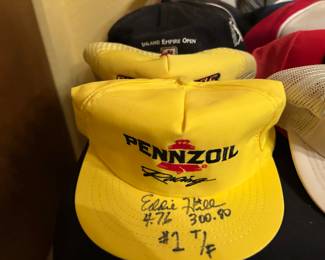 INLAND EMPIRE OPEN
PENNZOIL
Racing
Eddie Hill
4.76 300.80
#1 T/F